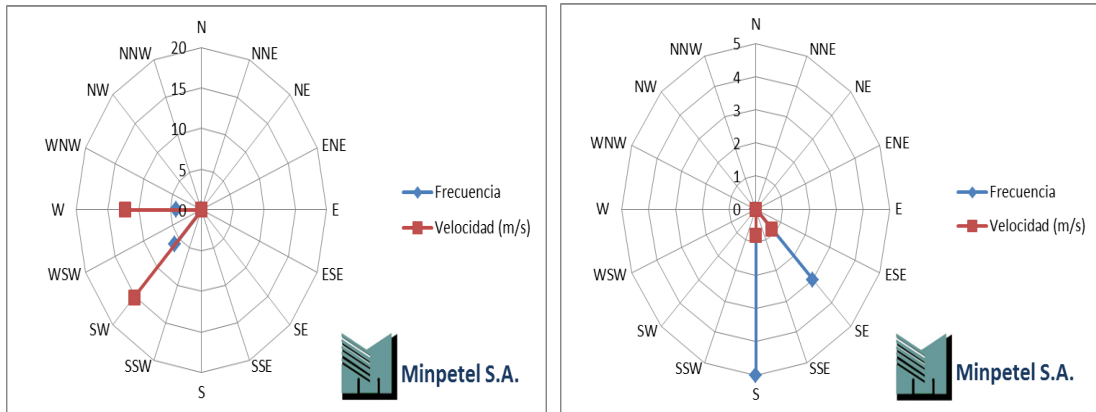 N
NNE
NE
ENE
E
ESE
SE
SSE
S
SSW
SW
WSW
W
WNW
NW
NNW
20
15
10
5
0
Frecuencia
Velocidad (m/s)
Minpetel S.A.
N
NNE
NE
ENE
E
ESE
SE
SSE
S
SSW
SW
WSW
W
WNW
NW
NNW
5
4
3
2
1
0
Frecuencia
Velocidad (m/s)
Minpetel S.A.